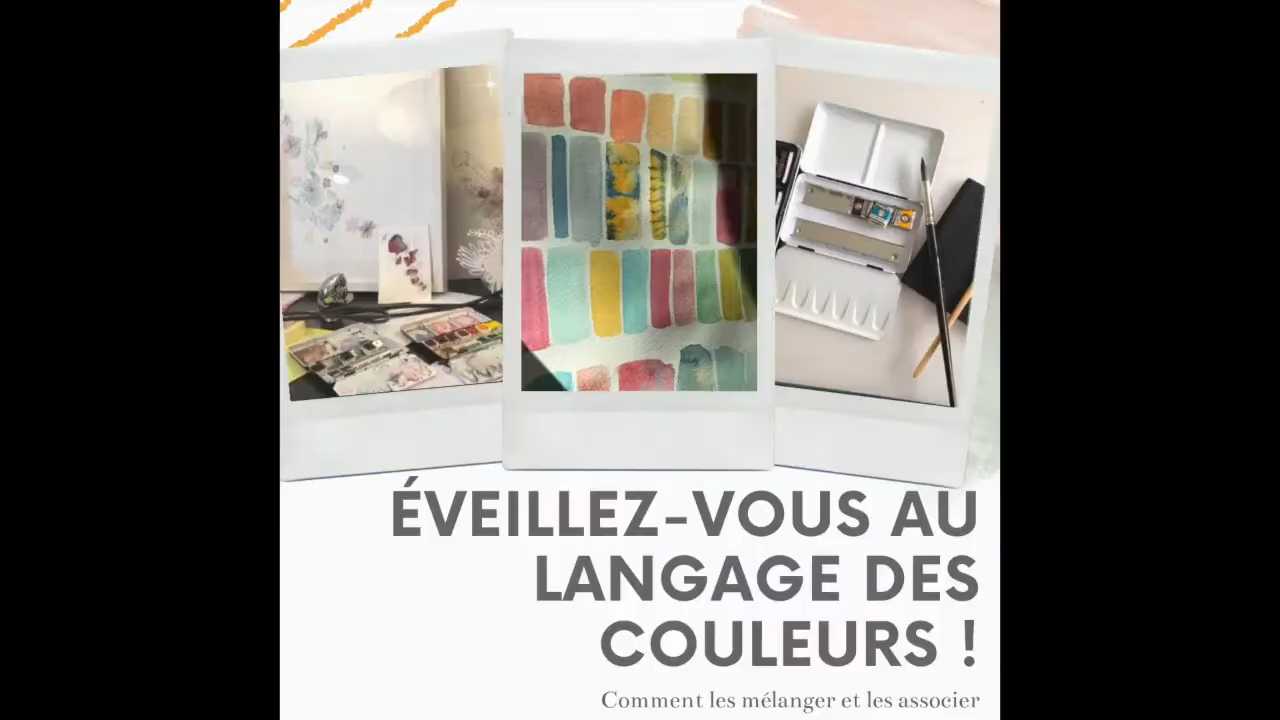 ÉVEILLEZ-VOUS AU
LANGAGE DES
COULEURS !
Comment les mélanger et les associer